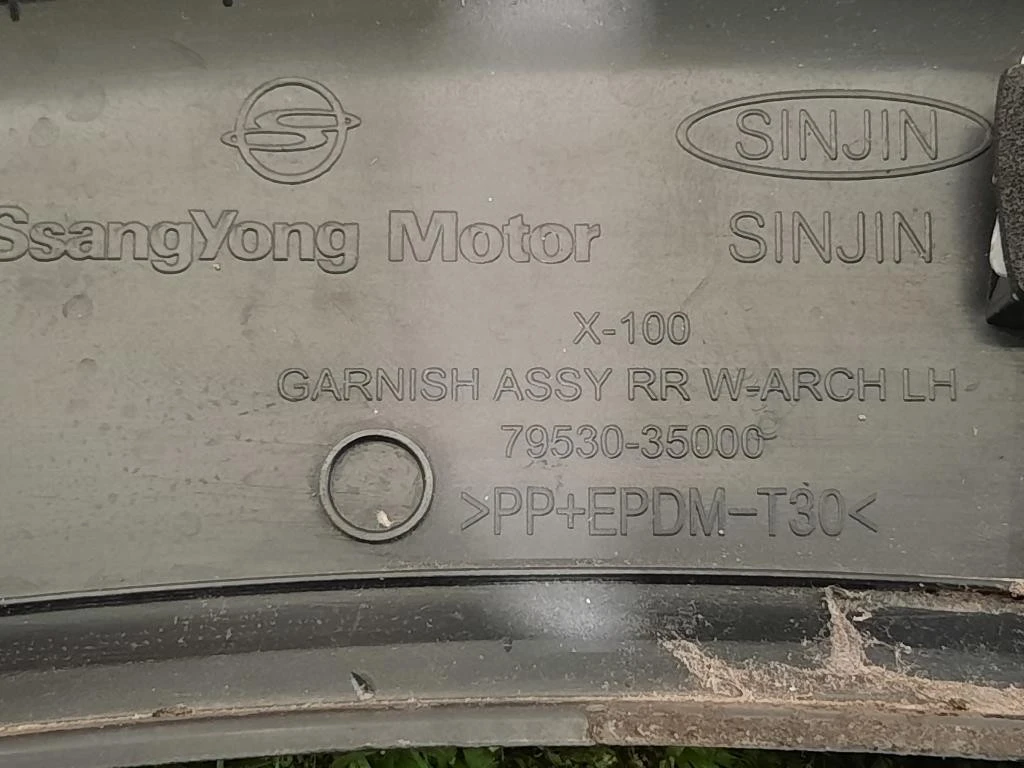 SINJIN
SsangYong Motor
SINJIN
X-100
GARNISH ASSY RR W-ARCH LH
79530-35000
>PP+EPDM-T30<